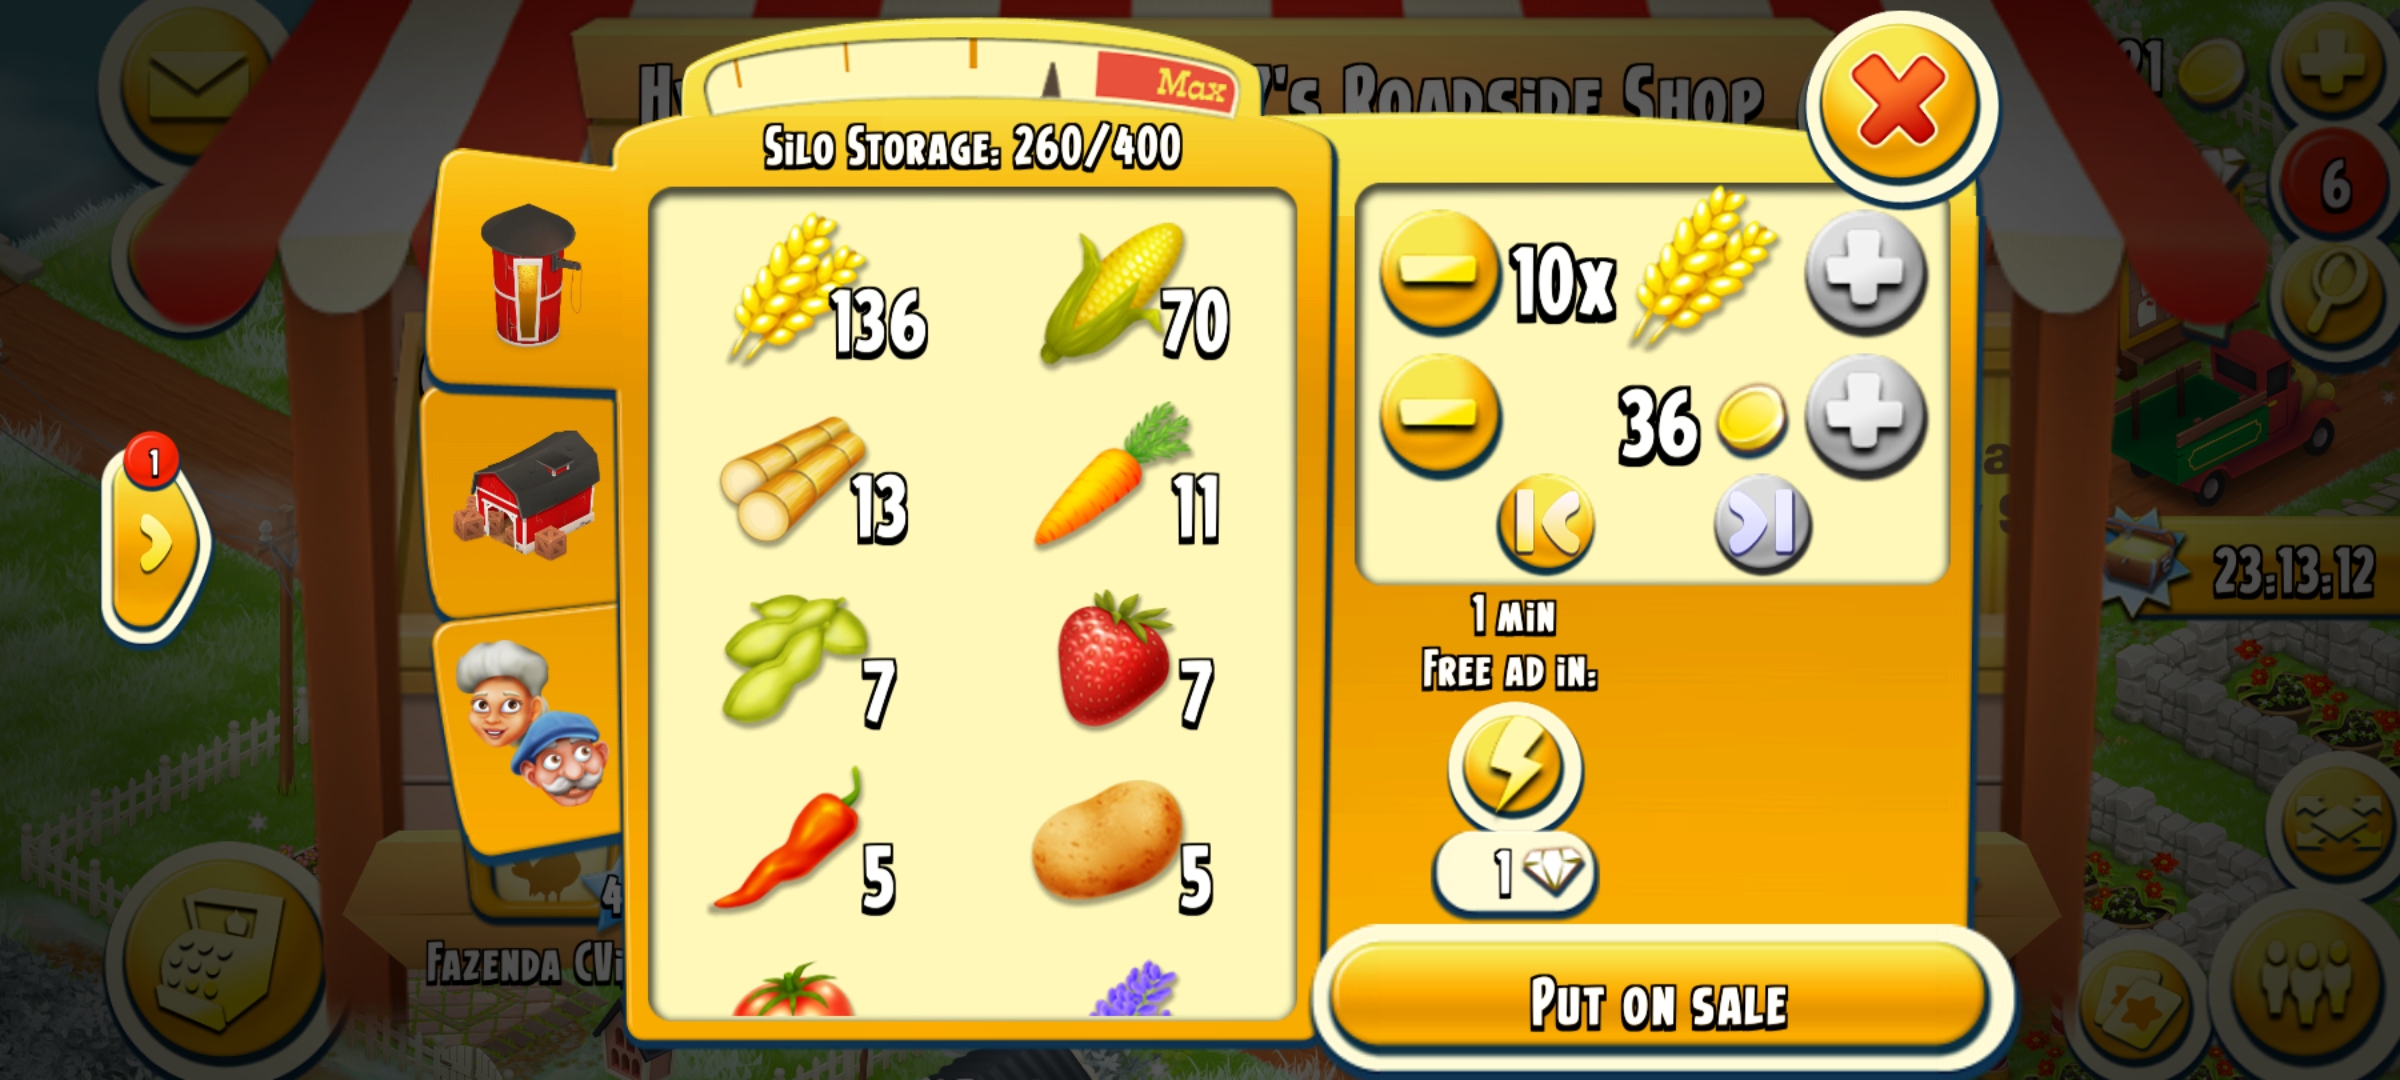 Max
's Roadside Shop
Silo Storage: 260/400
136
70
10x
6
36
13
11
1
23:13:12
1 min
Free ad in:
7
7
1
5
5
Fazenda CVi
Put on sale